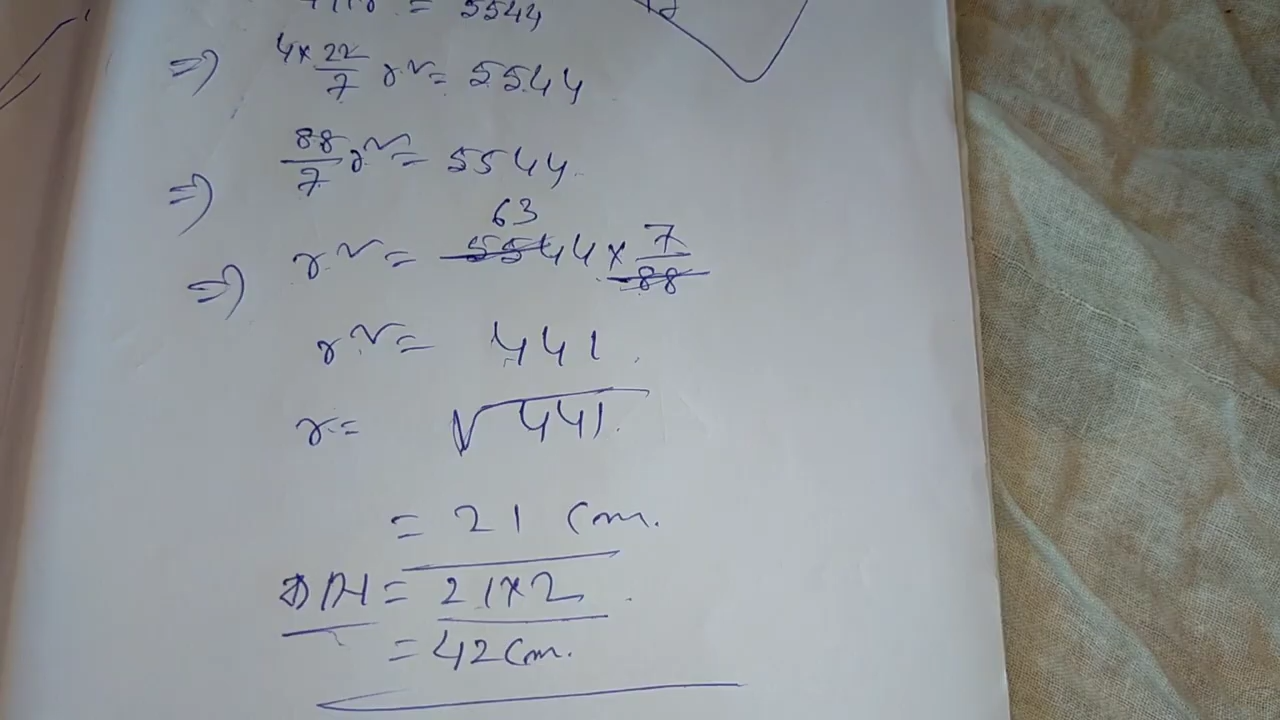 = 5544
⇒ 4 × 22/7 r² = 5544
⇒ 88/7 r² = 5544.
63
⇒ r² = 5544 × 7/88
r² = 441.
r = √441.
= 21 cm.
= 21×2.
= 42 cm.